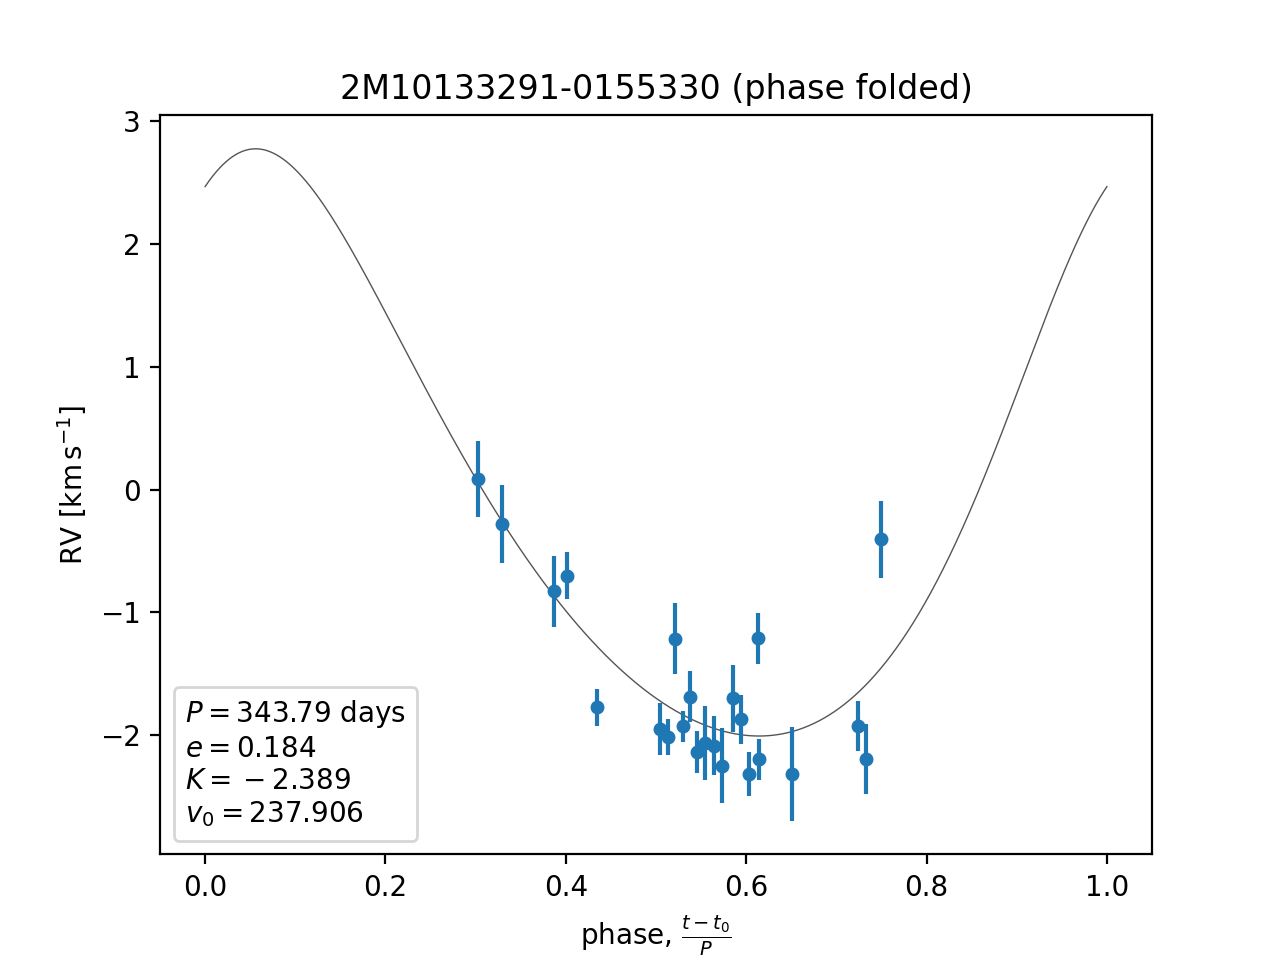 2M10133291-0155330 (phase folded)
3
2
1
0
−1
−2
RV [km s⁻¹]
P = 343.79 days
e = 0.184
K = −2.389
v₀ = 237.906
0.0 0.2 0.4 0.6 0.8 1.0
phase, (t − t₀)/P